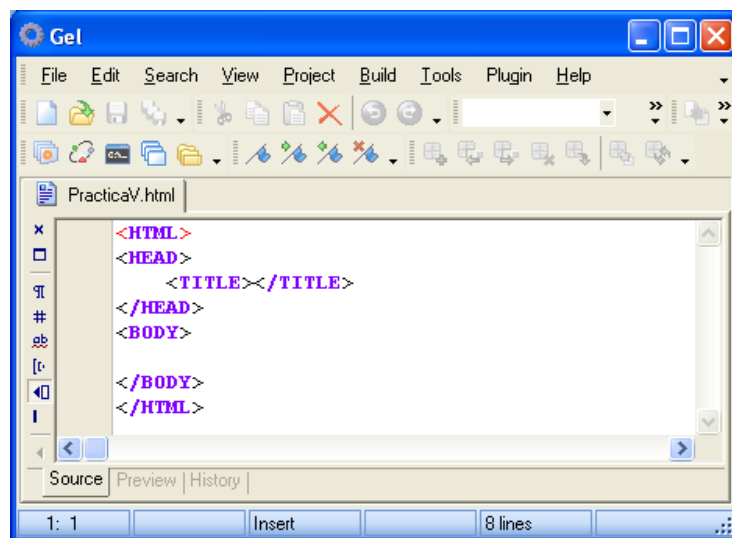 Gel
File Edit Search View Project Build Tools Plugin Help
PracticaV.html
<HTML>
<HEAD>
<TITLE></TITLE>
</HEAD>
<BODY>
</BODY>
</HTML>
Source Preview | History |
1: 1 Insert 8 lines